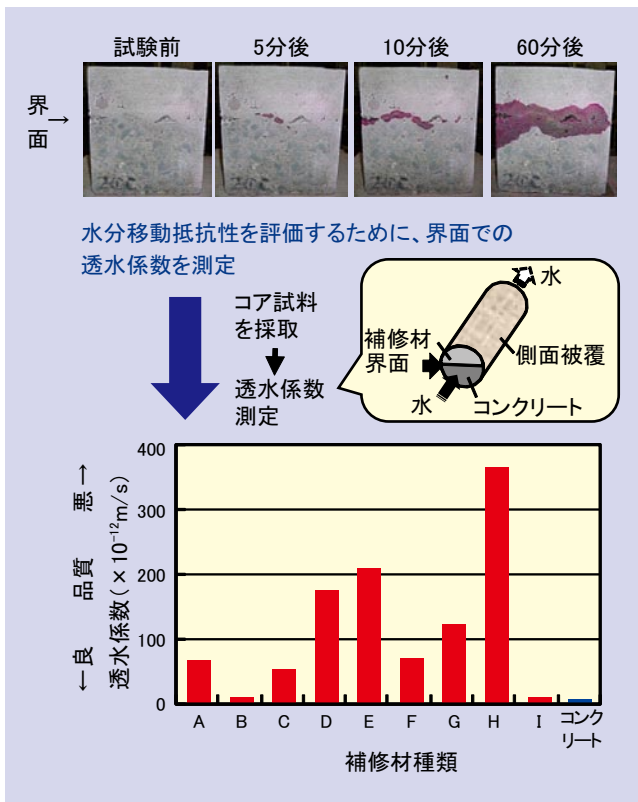 試験前 5分後 10分後 60分後
界
面→
26C
26C
水分移動抵抗性を評価するために、界面での
透水係数を測定
コア試料
を採取
透水係数
測定
水
補修材
界面
側面被覆
水
コンクリート
←良 品質 悪→
透水係数(×10⁻¹²m/s)
400
300
200
100
0
A B C D E F G H I コンク
リート
補修材種類